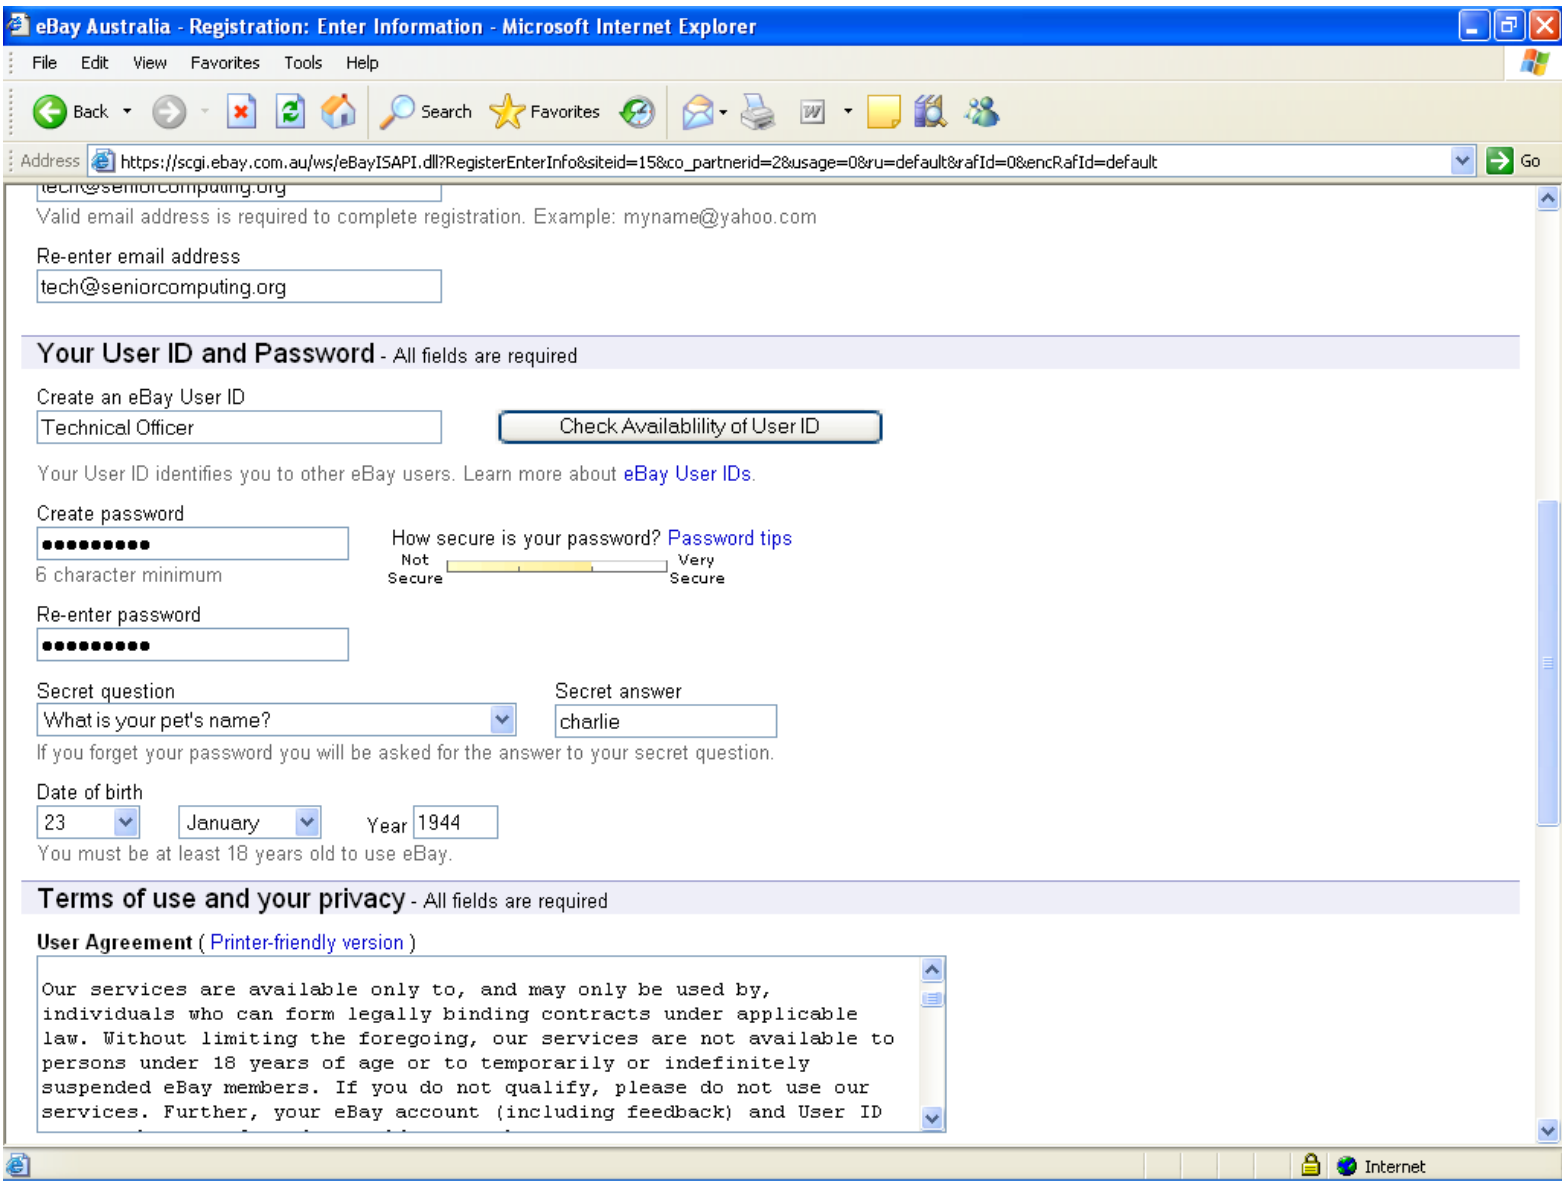 eBay Australia - Registration: Enter Information - Microsoft Internet Explorer
File Edit View Favorites Tools Help
Back Search Favorites
Address https://scgi.ebay.com.au/ws/eBayISAPI.dll?RegisterEnterInfo&siteid=15&co_partnerid=2&usage=0&ru=default&rafId=0&encRafId=default Go
tech@seniorcomputing.org
Valid email address is required to complete registration. Example: myname@yahoo.com
Re-enter email address
tech@seniorcomputing.org
Your User ID and Password - All fields are required
Create an eBay User ID
Technical Officer Check Availablility of User ID
Your User ID identifies you to other eBay users. Learn more about eBay User IDs.
Create password
How secure is your password? Password tips
Not Secure Very Secure
6 character minimum
Re-enter password
Secret question Secret answer
What is your pet's name? charlie
If you forget your password you will be asked for the answer to your secret question.
Date of birth
23 January Year 1944
You must be at least 18 years old to use eBay.
Terms of use and your privacy - All fields are required
User Agreement ( Printer-friendly version )
Our services are available only to, and may only be used by,
individuals who can form legally binding contracts under applicable
law. Without limiting the foregoing, our services are not available to
persons under 18 years of age or to temporarily or indefinitely
suspended eBay members. If you do not qualify, please do not use our
services. Further, your eBay account (including feedback) and User ID
Internet